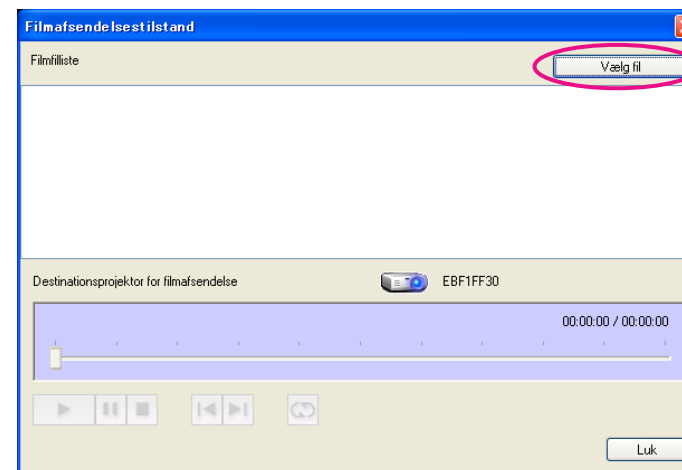 Filmafsendelsestilstand
Filmfilliste
Vælg fil
Destinationsprojektor for filmafsendelse
EBF1FF30
00:00:00 / 00:00:00
Luk